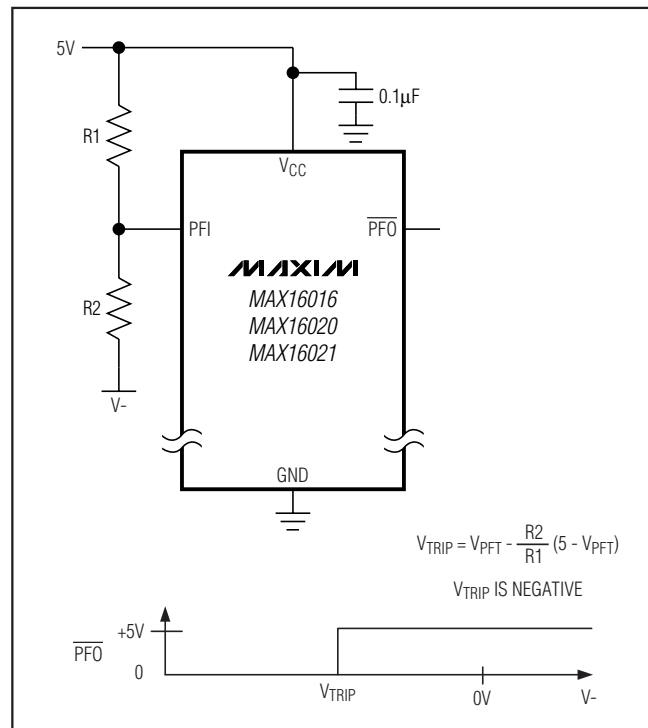 5V
0.1μF
R1
VCC
PFI
PFO
MAXIM
MAX16016
MAX16020
MAX16021
R2
V-
GND
VTRIP = VPFT - R2/R1 (5 - VPFT)
VTRIP IS NEGATIVE
+5V
PFO
0
VTRIP
0V
V-